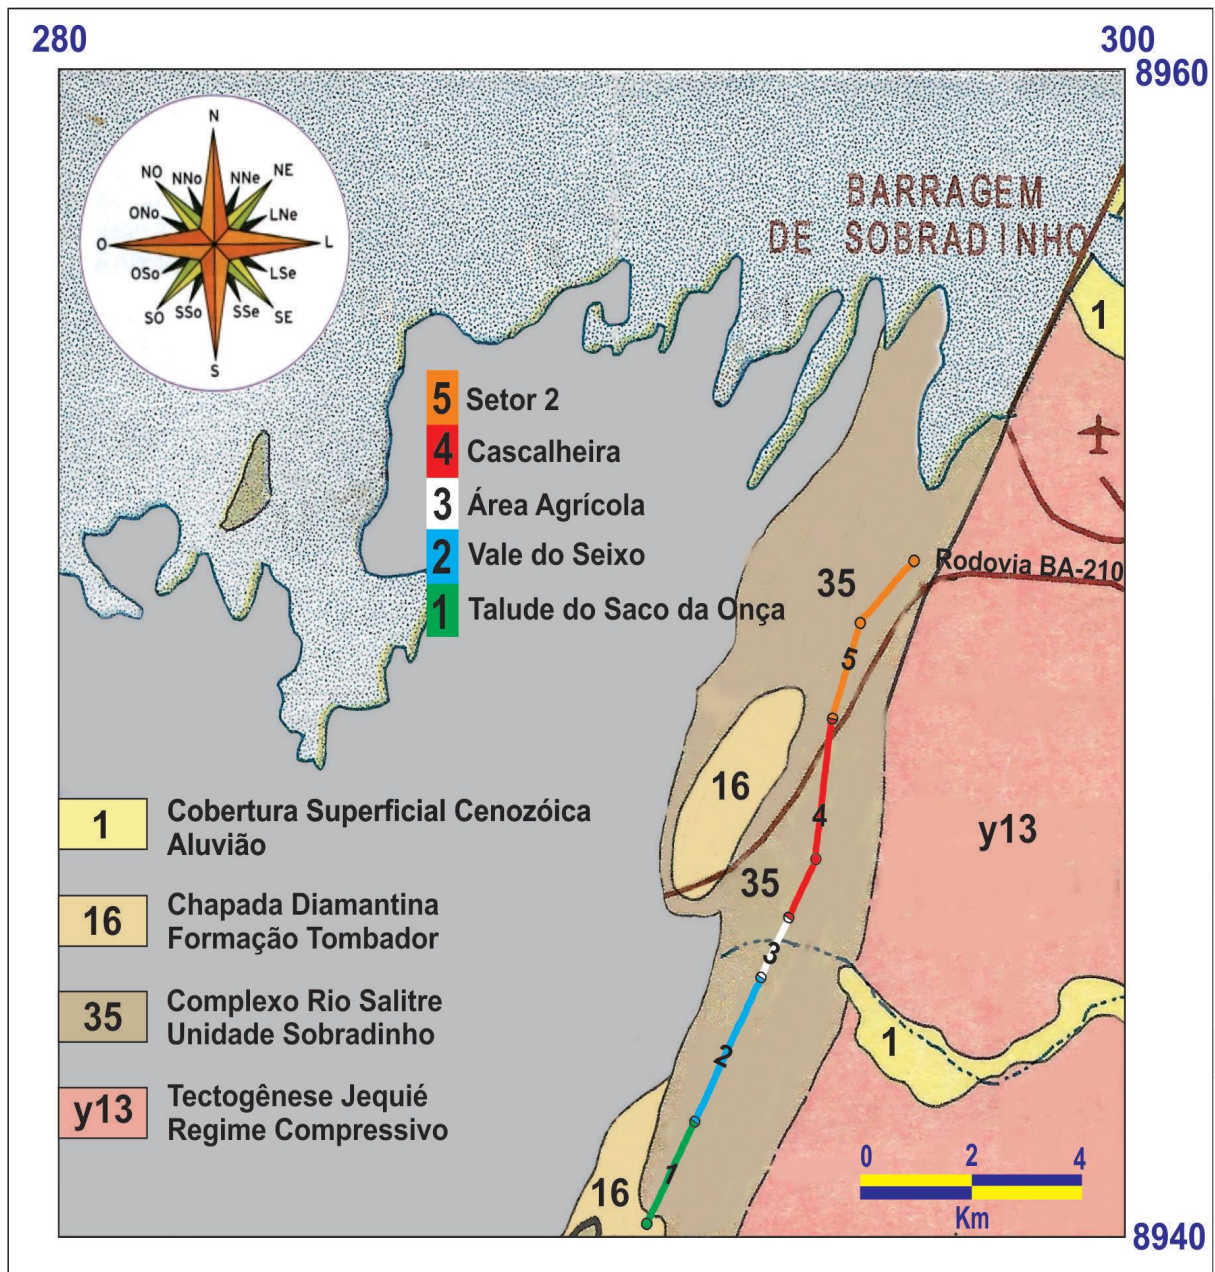 280
300
8960
N
NO
NNo
NNe
NE
ONo
LNe
O
L
OSo
LSe
SO
SSo
SSe
SE
S
BARRAGEM
DE SOBRADINHO
1
5 Setor 2
4 Cascalheira
3 Área Agrícola
2 Vale do Seixo
1 Talude do Saco da Onça
35
Rodovia BA-210
5
16
4
y13
35
3
1
2
1
16
1 Cobertura Superficial Cenozóica
Aluvião
16 Chapada Diamantina
Formação Tombador
35 Complexo Rio Salitre
Unidade Sobradinho
y13 Tectogênese Jequié
Regime Compressivo
0 2 4
Km
8940